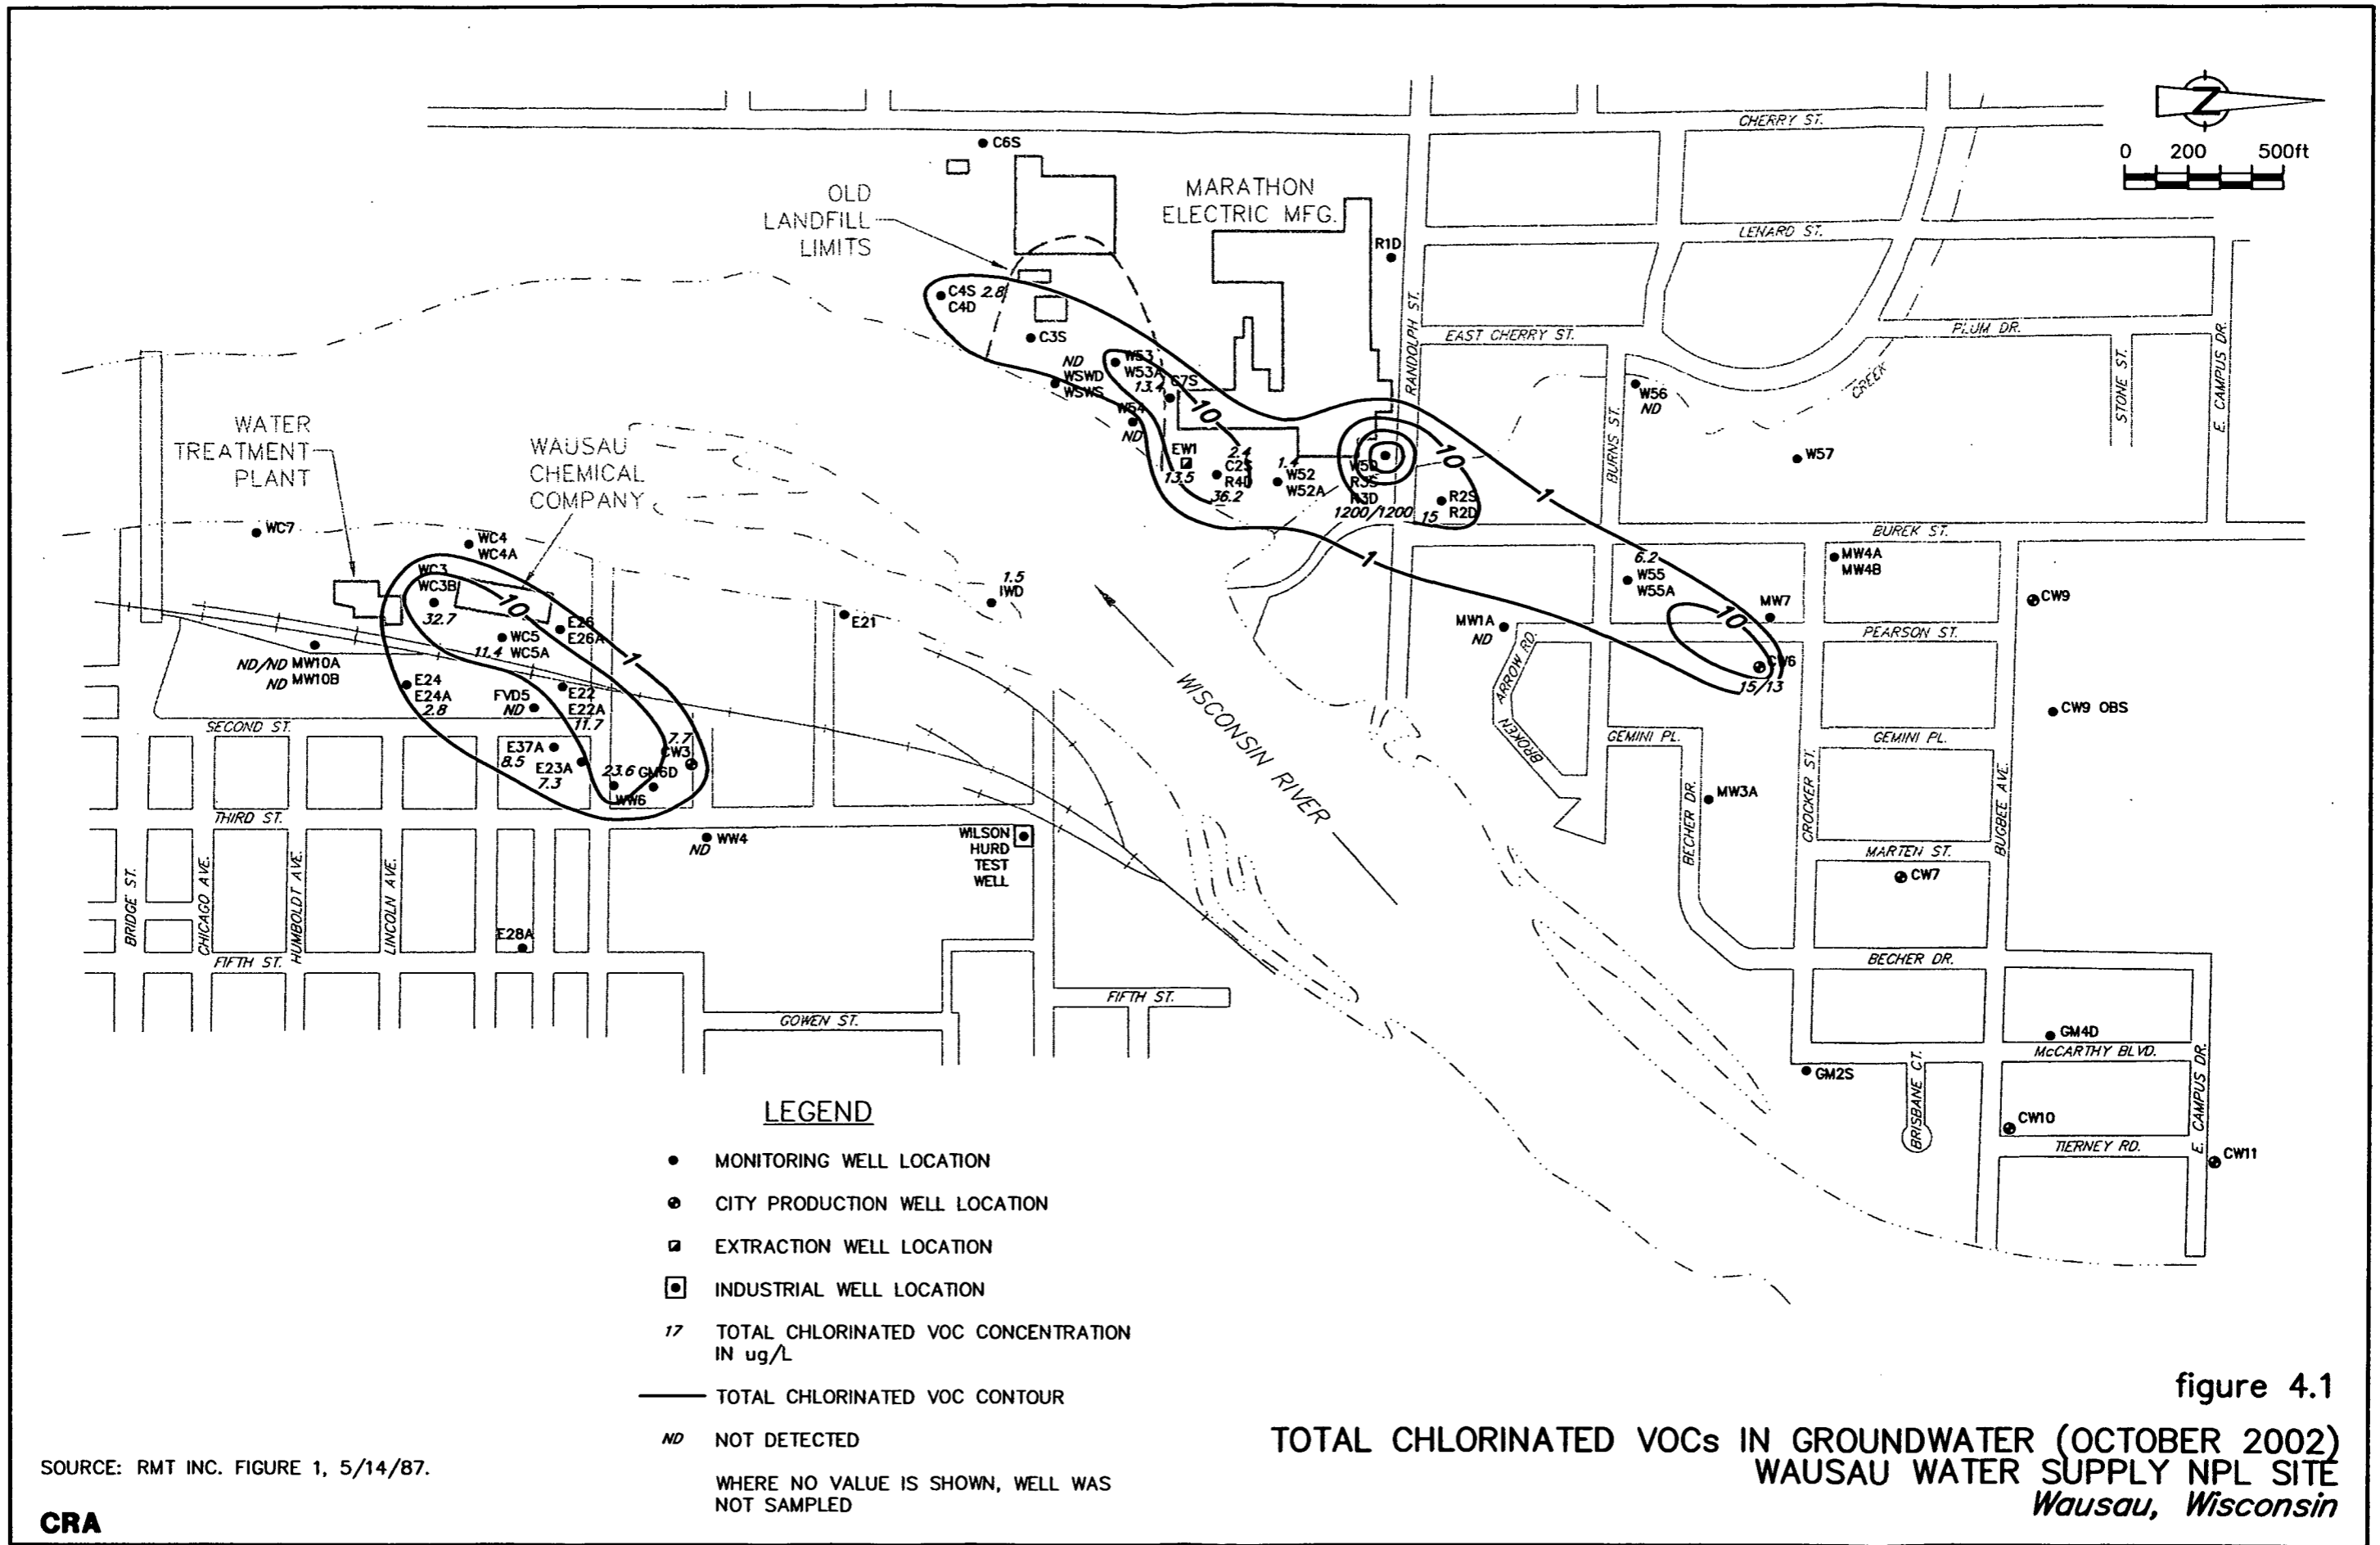 CHERRY ST.
Z
0 200 500ft
C6S
OLD
LANDFILL
LIMITS
MARATHON
ELECTRIC MFG.
R1D
LENARD ST.
RANDOLPH ST.
EAST CHERRY ST.
PLUM DR.
STONE ST.
E. CAMPUS DR.
CREEK
C4S 2.8
C4D
C3S
ND
WSWD
WSWS
W53
W53A
13.4
C7S
W54
ND
10
EW1
13.5
2.4
C2S
R4D
36.2
1.4
W52
W52A
W5D
R3S
R3D
1200/1200
10
15
R2S
R2D
1
1
BURNS ST.
W56
ND
W57
BUREK ST.
WATER
TREATMENT
PLANT
WAUSAU
CHEMICAL
COMPANY
WC7
WC4
WC4A
WC3
WC3B
32.7
10
WC5
11.4 WC5A
E26
E26A
1
ND/ND MW10A
ND MW10B
E24
E24A
2.8
FVD5
ND
E22
E22A
11.7
E37A
8.5
E23A
7.3
23.6 GM6D
WW6
7.7
CW3
E21
1.5
IWD
WISCONSIN RIVER
MW1A
ND
6.2
W55
W55A
MW4A
MW4B
MW7
10
CW6
15/13
CW9
PEARSON ST.
CW9 OBS
BROKEN ARROW RD.
GEMINI PL.
GEMINI PL.
MW3A
BECHER DR.
CROCKER ST.
BUGBEE AVE.
MARTEN ST.
CW7
BECHER DR.
SECOND ST.
THIRD ST.
WW4
ND
WILSON
HURD
TEST
WELL
BRIDGE ST.
CHICAGO AVE.
HUMBOLDT AVE.
LINCOLN AVE.
E28A
FIFTH ST.
FIFTH ST.
GOWEN ST.
GM4D
McCARTHY BLVD.
GM2S
BRISBANE CT.
CW10
TIERNEY RD.
E. CAMPUS DR.
CW11
LEGEND
MONITORING WELL LOCATION
CITY PRODUCTION WELL LOCATION
EXTRACTION WELL LOCATION
INDUSTRIAL WELL LOCATION
17 TOTAL CHLORINATED VOC CONCENTRATION
IN ug/L
TOTAL CHLORINATED VOC CONTOUR
ND NOT DETECTED
WHERE NO VALUE IS SHOWN, WELL WAS
NOT SAMPLED
figure 4.1
TOTAL CHLORINATED VOCs IN GROUNDWATER (OCTOBER 2002)
WAUSAU WATER SUPPLY NPL SITE
Wausau, Wisconsin
SOURCE: RMT INC. FIGURE 1, 5/14/87.
CRA